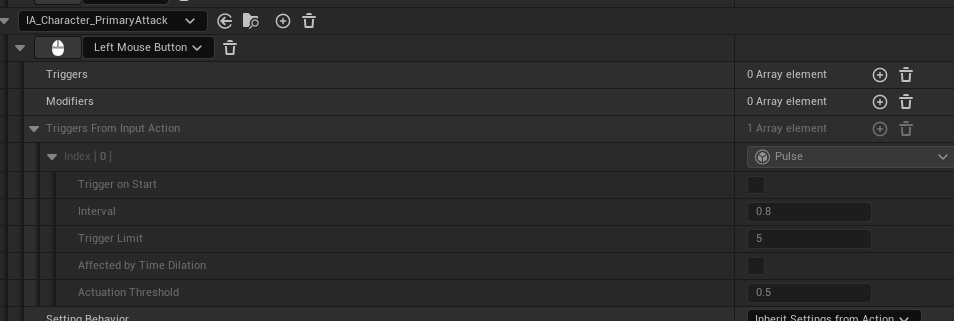 IA_Character_PrimaryAttack
Left Mouse Button
Triggers 0 Array element
Modifiers 0 Array element
Triggers From Input Action 1 Array element
Index [ 0 ] Pulse
Trigger on Start
Interval 0.8
Trigger Limit 5
Affected by Time Dilation
Actuation Threshold 0.5
Setting Behavior Inherit Settings from Action